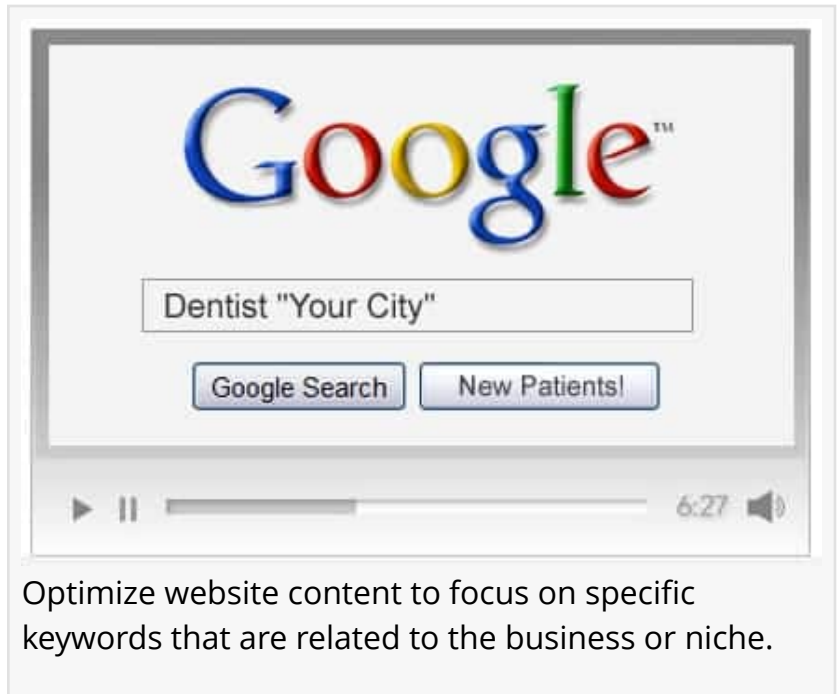 Google™
Dentist "Your City"
Google Search New Patients!
6:27
Optimize website content to focus on specific
keywords that are related to the business or niche.